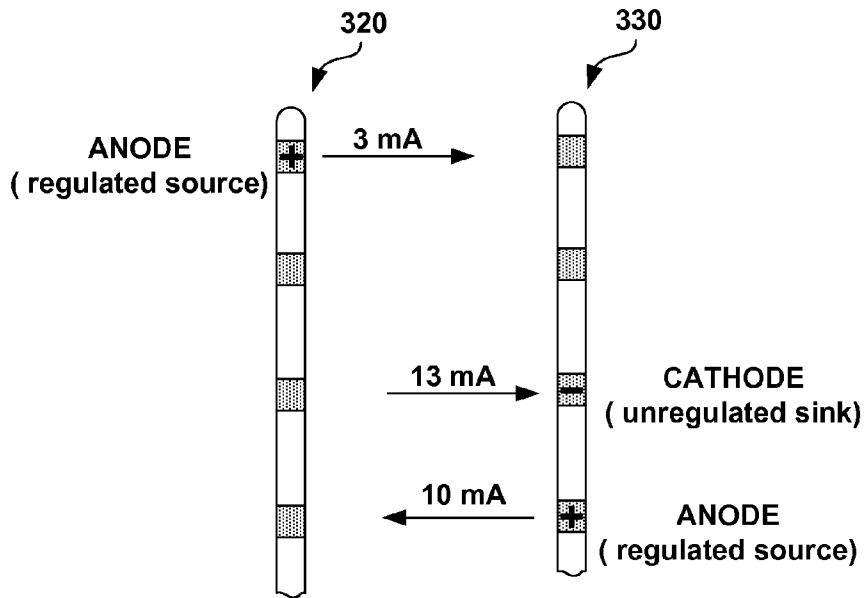 320
330
3 mA
ANODE
( regulated source)
+
13 mA
CATHODE
( unregulated sink)
−
10 mA
ANODE
( regulated source)
+